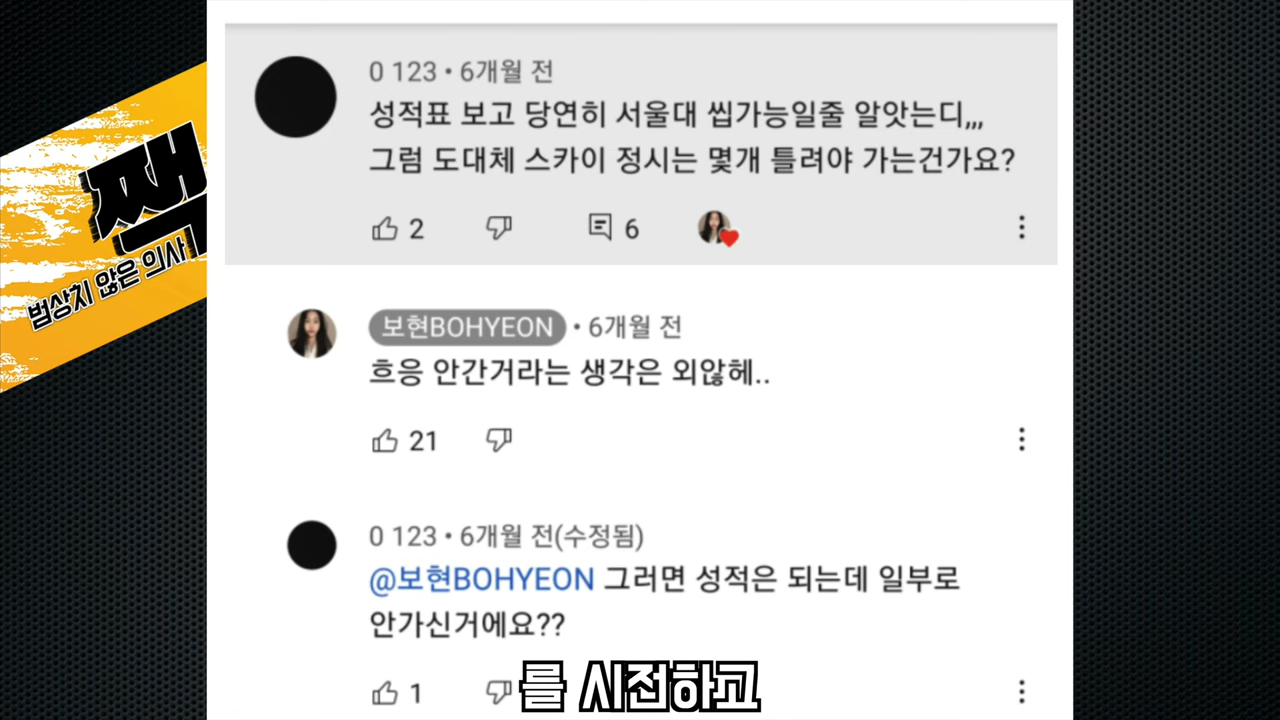 0 123 • 6개월 전
성적표 보고 당연히 서울대 씹가능일줄 알앗는디,,,
그럼 도대체 스카이 정시는 몇개 틀려야 가는건가요?
2
6
짹
범상치 않은 의사
보현BOHYEON • 6개월 전
흐응 안간거라는 생각은 외않헤..
21
0 123 • 6개월 전(수정됨)
@보현BOHYEON 그러면 성적은 되는데 일부로
안가신거에요??
1
를 시전하고